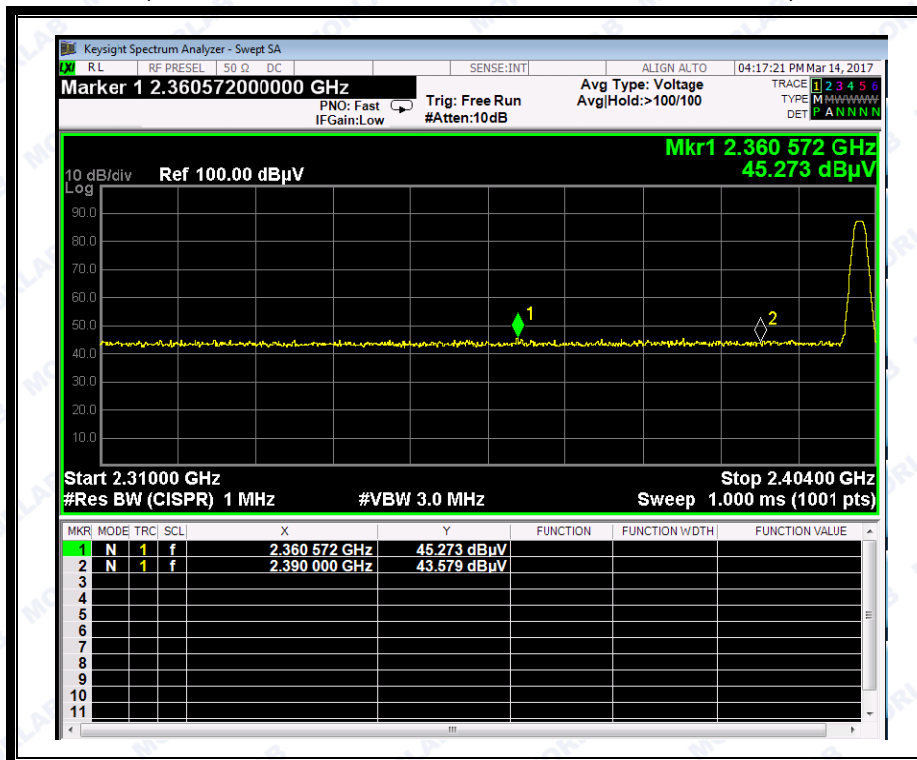 Keysight Spectrum Analyzer - Swept SA
LXI RL RF PRESEL 50 Ω DC SENSE:INT ALIGN AUTO 04:17:21 PM Mar 14, 2017
Marker 1 2.360572000000 GHz
PNO: Fast
IFGain:Low
Trig: Free Run
#Atten:10dB
Avg Type: Voltage
Avg|Hold:>100/100
TRACE 1 2 3 4 5 6
TYPE M MWWWWW
DET P A N N N N
Mkr1 2.360 572 GHz
45.273 dBµV
10 dB/div Ref 100.00 dBµV
Log
90.0
80.0
70.0
60.0
50.0
40.0
30.0
20.0
10.0
1
2
Start 2.31000 GHz Stop 2.40400 GHz
#Res BW (CISPR) 1 MHz #VBW 3.0 MHz Sweep 1.000 ms (1001 pts)
MKR MODE TRC SCL X Y FUNCTION FUNCTION WDTH FUNCTION VALUE
1 N 1 f 2.360 572 GHz 45.273 dBµV
2 N 1 f 2.390 000 GHz 43.579 dBµV
3
4
5
6
7
8
9
10
11